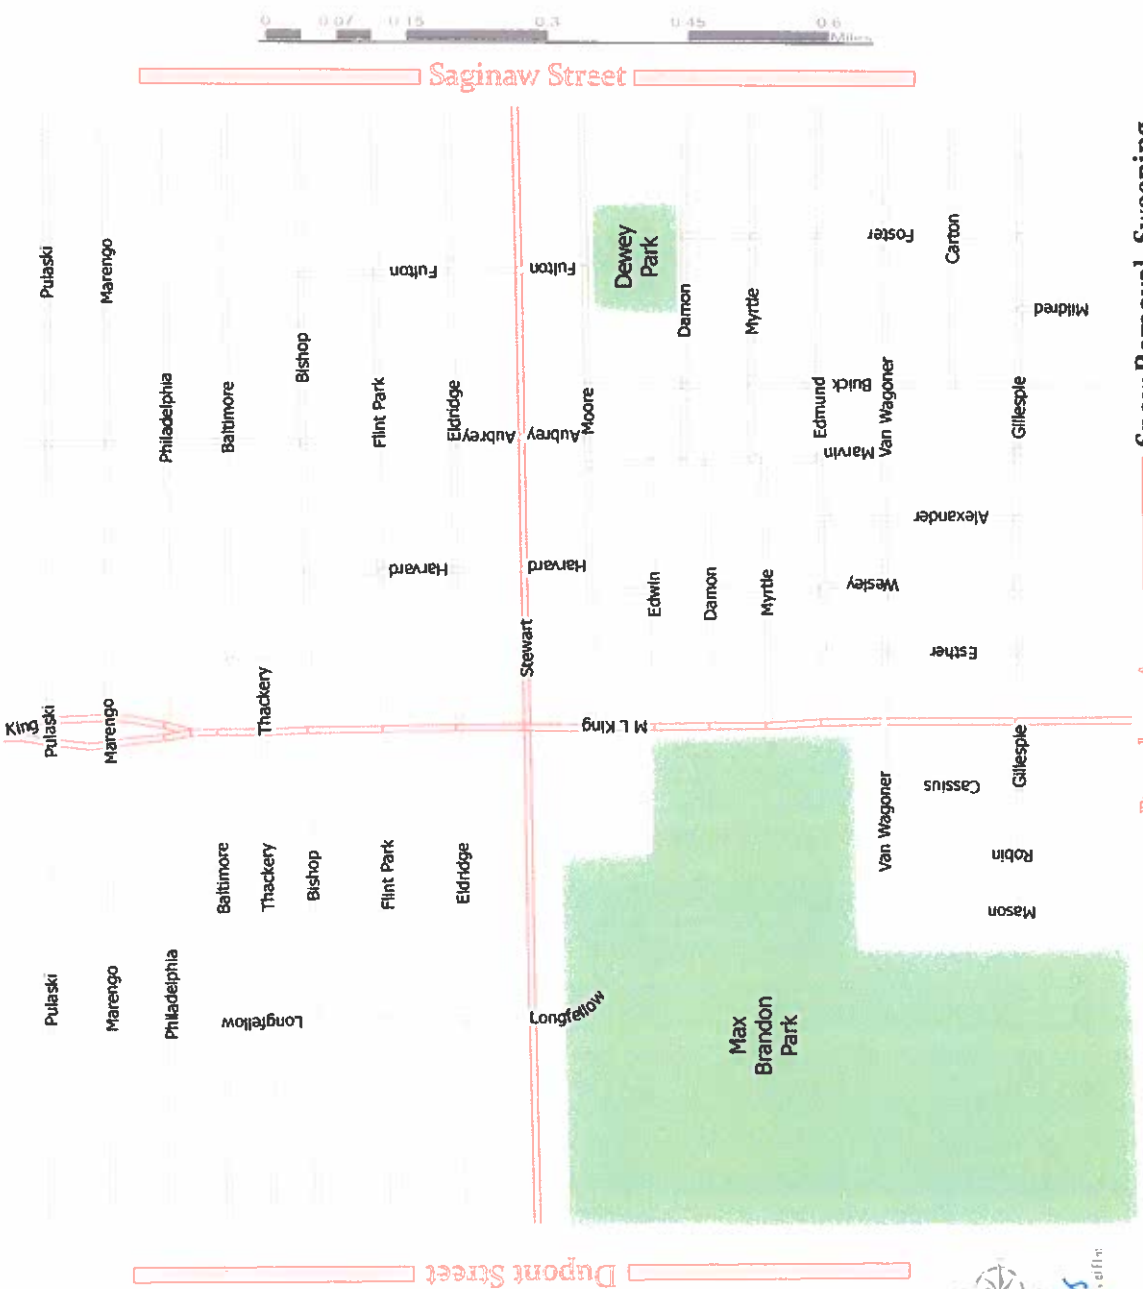 0 0.07 0.15 0.3 0.45 0.6
Miles
Saginaw Street
Pulaski
Marengo
Philadelphia
Baltimore
Bishop
Flint Park
Eldridge
Fulton
Fulton
Dewey
Park
Damon
Myrtle
Foster
Carton
Mildred
Aubrey
Aubrey
Moore
Edmund
Buick
Marvin
Van Wagoner
Gillespie
Alexander
Harvard
Harvard
Edwin
Damon
Myrtle
Wesley
Esther
Stewart
King
Pulaski
Marengo
Thackery
M L King
Cassius
Gillespie
Van Wagoner
Robin
Mason
Baltimore
Thackery
Bishop
Flint Park
Eldridge
Pulaski
Marengo
Philadelphia
Longfellow
Longfellow
Max
Brandon
Park
Dupont Street